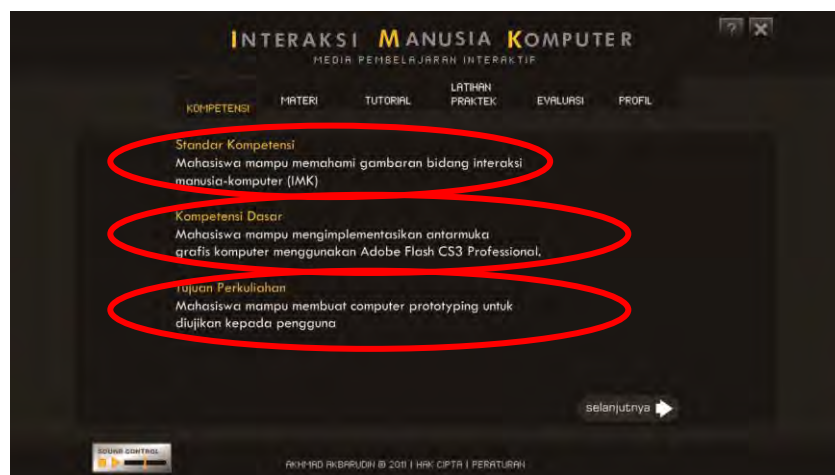 ? X
INTERAKSI MANUSIA KOMPUTER
MEDIA PEMBELAJARAN INTERAKTIF
KOMPETENSI MATERI TUTORIAL LATIHAN PRAKTEK EVALUASI PROFIL
Standar Kompetensi
Mahasiswa mampu memahami gambaran bidang interaksi
manusia-komputer (IMK)
Kompetensi Dasar
Mahasiswa mampu mengimplementasikan antarmuka
grafis komputer menggunakan Adobe Flash CS3 Professional.
Tujuan Perkuliahan
Mahasiswa mampu membuat computer prototyping untuk
diujikan kepada pengguna
selanjutnya
SOUND CONTROL
AKHMAD AKBARUDIN @ 2011 | HAK CIPTA | PERATURAN